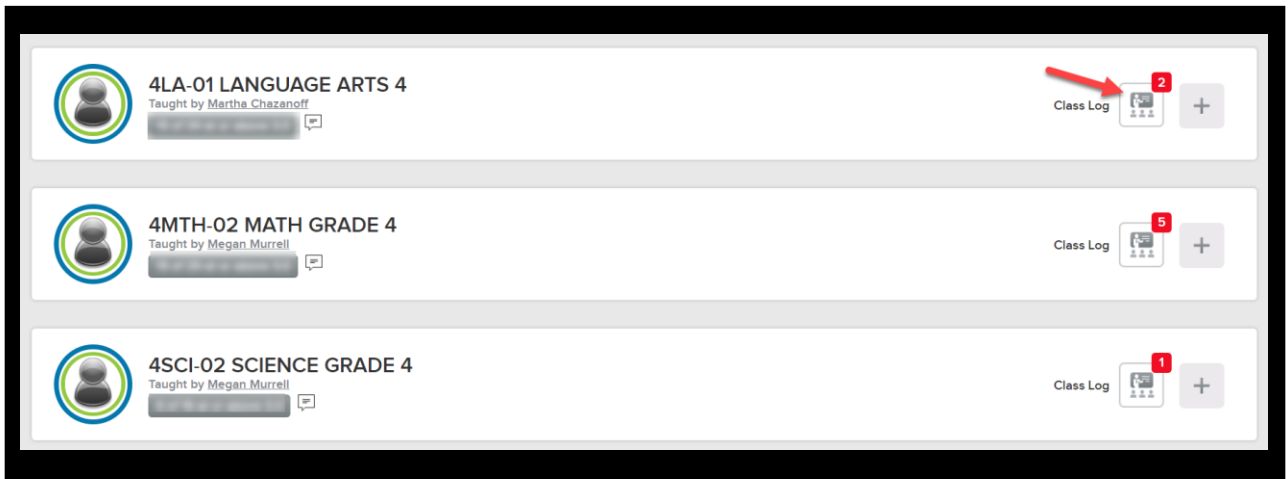 4LA-01 LANGUAGE ARTS 4
Taught by Martha Chazanoff
Class Log
2
+
4MTH-02 MATH GRADE 4
Taught by Megan Murrell
Class Log
5
+
4SCI-02 SCIENCE GRADE 4
Taught by Megan Murrell
Class Log
1
+